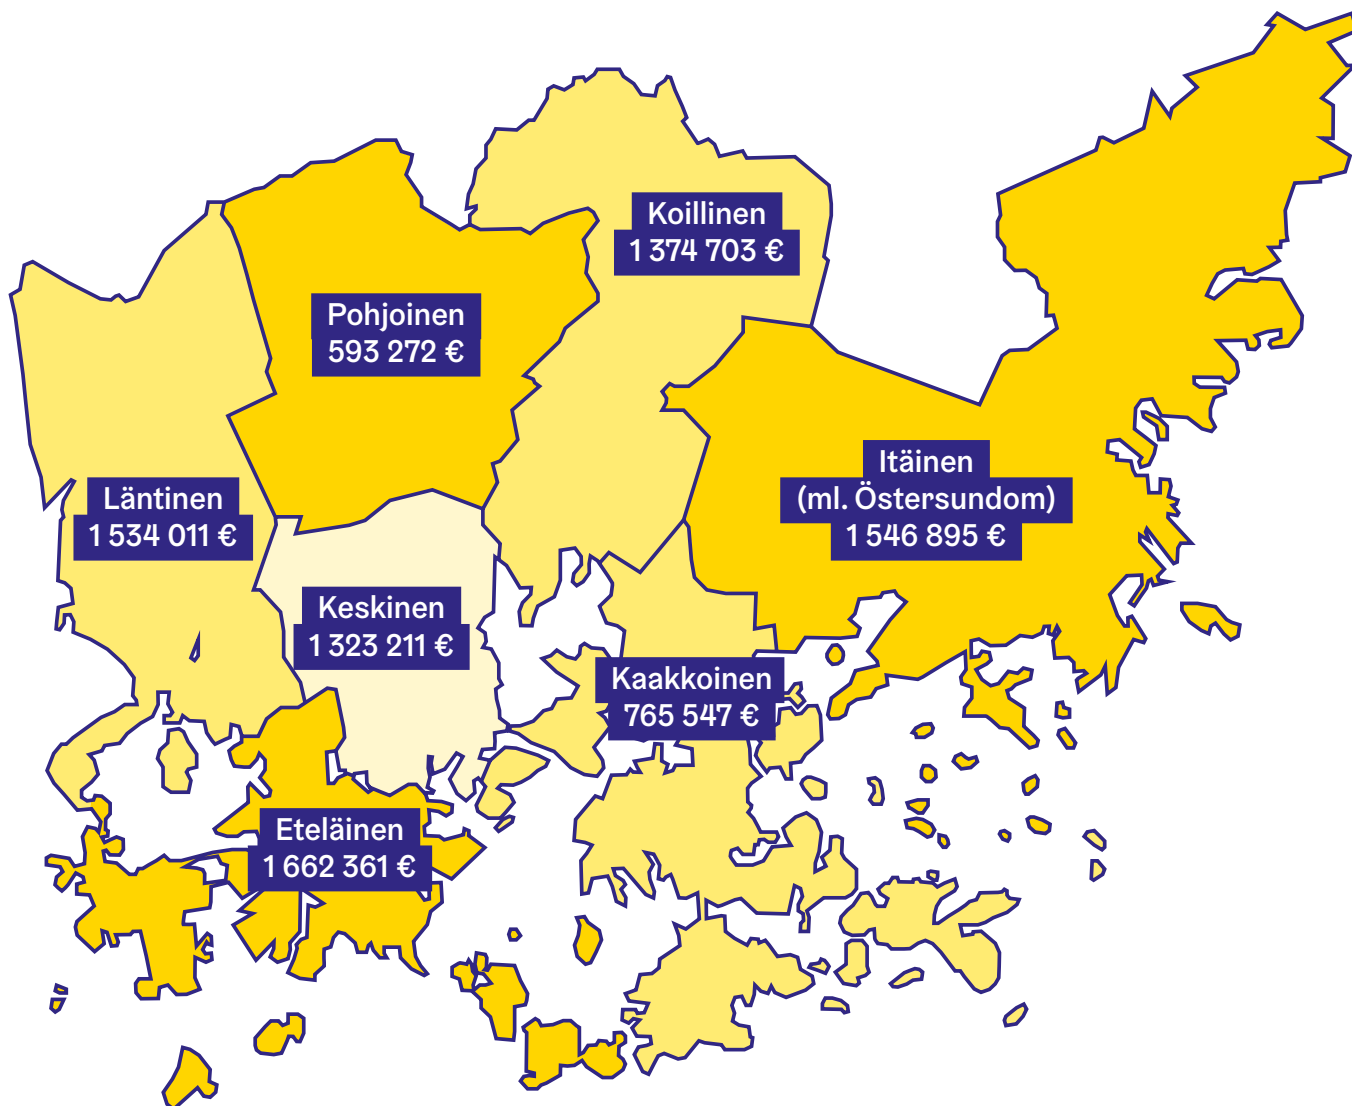 Koillinen
1 374 703 €
Pohjoinen
593 272 €
Itäinen
(ml. Östersundom)
1 546 895 €
Läntinen
1 534 011 €
Keskinen
1 323 211 €
Kaakkoinen
765 547 €
Eteläinen
1 662 361 €